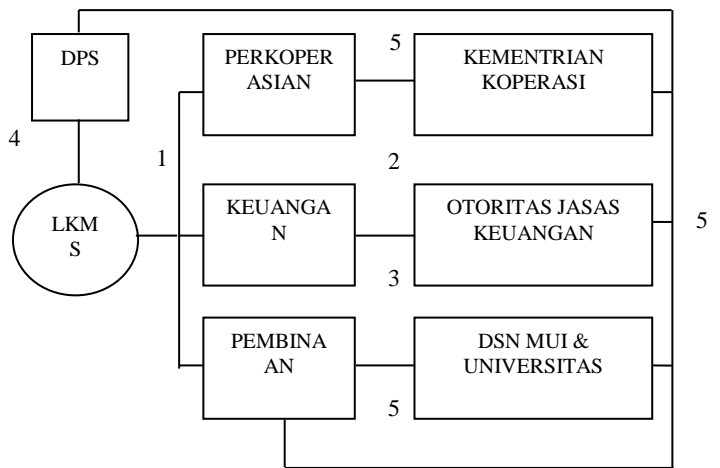 DPS
PERKOPER
ASIAN
5
KEMENTRIAN
KOPERASI
4
1
2
LKM
S
KEUANGA
N
OTORITAS JASAS
KEUANGAN
5
3
PEMBINA
AN
DSN MUI &
UNIVERSITAS
5